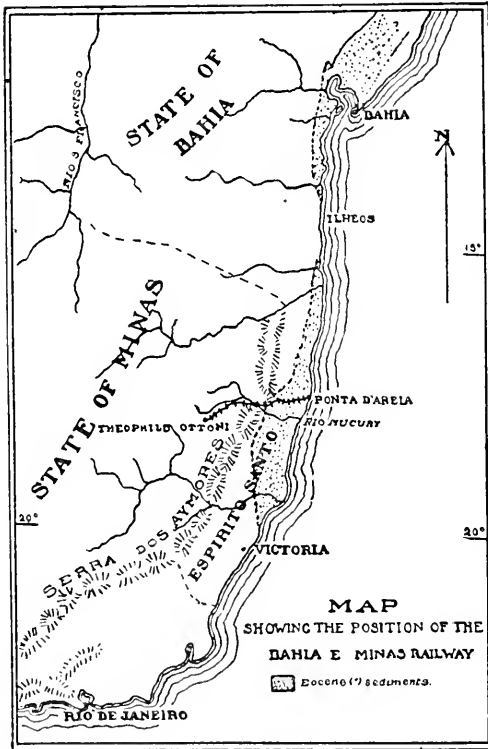 STATE OF
BAHIA
RIO S FRANCISCO
BAHIA
N
ILHEOS
15°
STATE OF MINAS
PONTA D'AREIA
THEOPHILO OTTONI
RIO MUCURY
SERRA DOS AYMORES
ESPIRITO SANTO
20°
20°
VICTORIA
MAP
SHOWING THE POSITION OF THE
BAHIA E MINAS RAILWAY
Eocene (?) sediments.
RIO DE JANEIRO